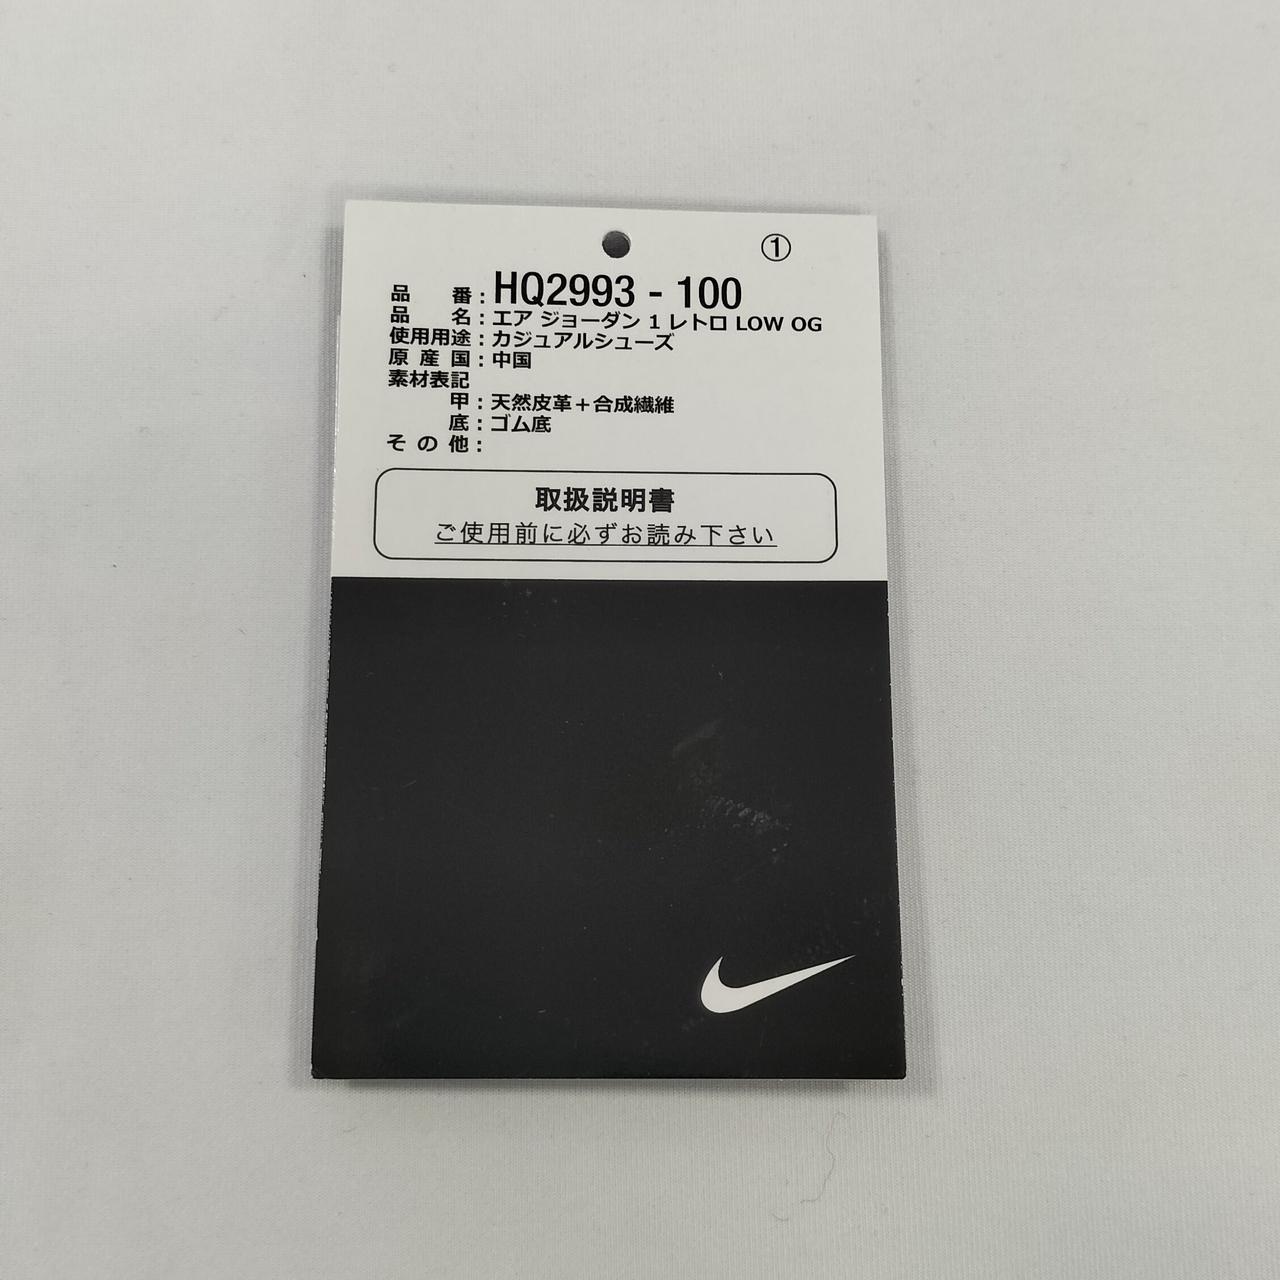 ①
品番：HQ2993 - 100
品名：エア ジョーダン 1 レトロ LOW OG
使用用途：カジュアルシューズ
原産国：中国
素材表記
甲：天然皮革＋合成繊維
底：ゴム底
その他：
取扱説明書
ご使用前に必ずお読み下さい